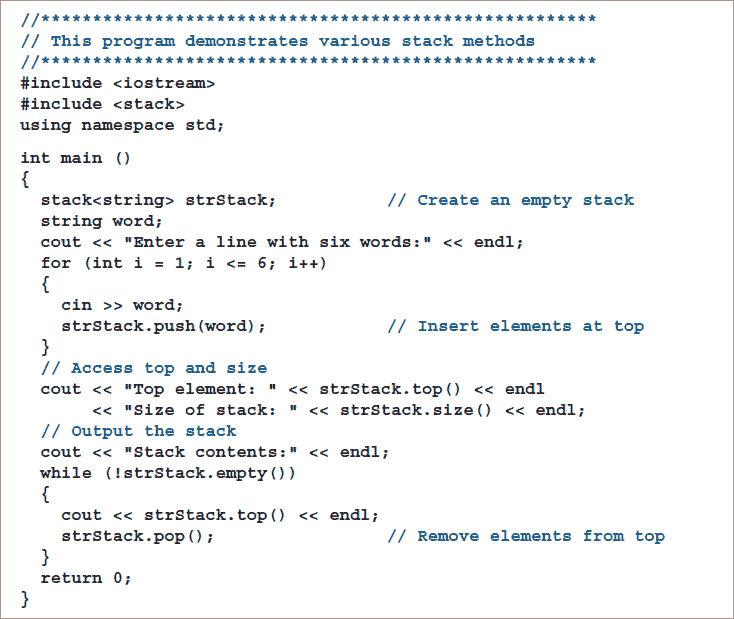 //******************************************************
// This program demonstrates various stack methods
//******************************************************
#include <iostream>
#include <stack>
using namespace std;
int main ()
{
  stack<string> strStack;           // Create an empty stack
  string word;
  cout << "Enter a line with six words:" << endl;
  for (int i = 1; i <= 6; i++)
  {
    cin >> word;
    strStack.push(word);            // Insert elements at top
  }
  // Access top and size
  cout << "Top element: " << strStack.top() << endl
       << "Size of stack: " << strStack.size() << endl;
  // Output the stack
  cout << "Stack contents:" << endl;
  while (!strStack.empty())
  {
    cout << strStack.top() << endl;
    strStack.pop();                 // Remove elements from top
  }
  return 0;
}